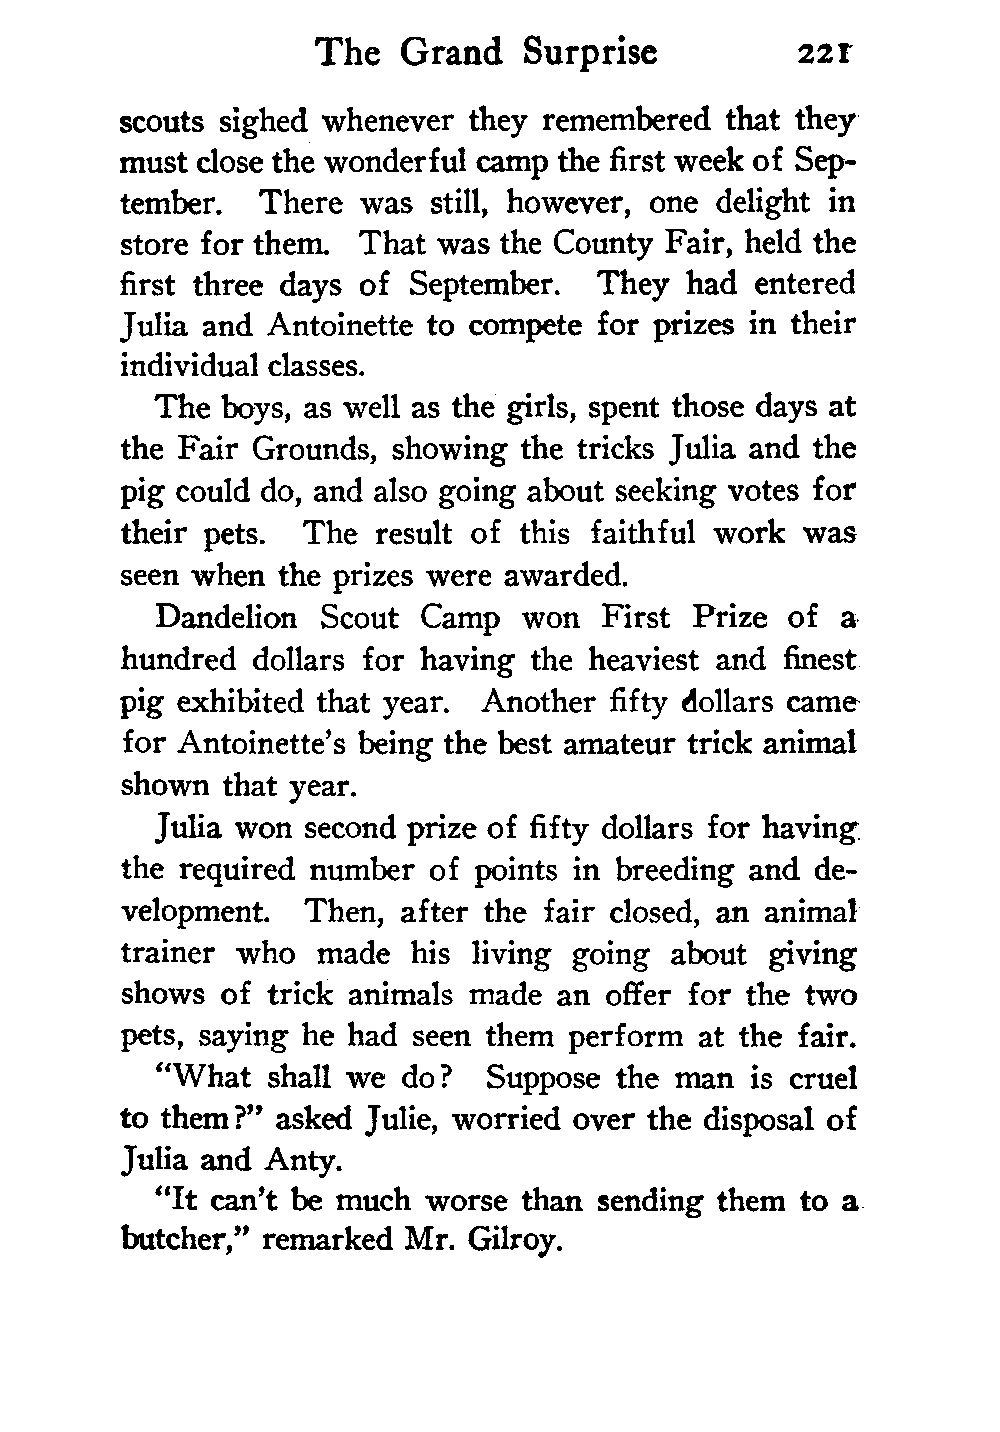 The Grand Surprise 221
scouts sighed whenever they remembered that they
must close the wonderful camp the first week of Sep-
tember. There was still, however, one delight in
store for them. That was the County Fair, held the
first three days of September. They had entered
Julia and Antoinette to compete for prizes in their
individual classes.
The boys, as well as the girls, spent those days at
the Fair Grounds, showing the tricks Julia and the
pig could do, and also going about seeking votes for
their pets. The result of this faithful work was
seen when the prizes were awarded.
Dandelion Scout Camp won First Prize of a
hundred dollars for having the heaviest and finest
pig exhibited that year. Another fifty dollars came
for Antoinette's being the best amateur trick animal
shown that year.
Julia won second prize of fifty dollars for having
the required number of points in breeding and de-
velopment. Then, after the fair closed, an animal
trainer who made his living going about giving
shows of trick animals made an offer for the two
pets, saying he had seen them perform at the fair.
"What shall we do? Suppose the man is cruel
to them?" asked Julie, worried over the disposal of
Julia and Anty.
"It can't be much worse than sending them to a
butcher," remarked Mr. Gilroy.